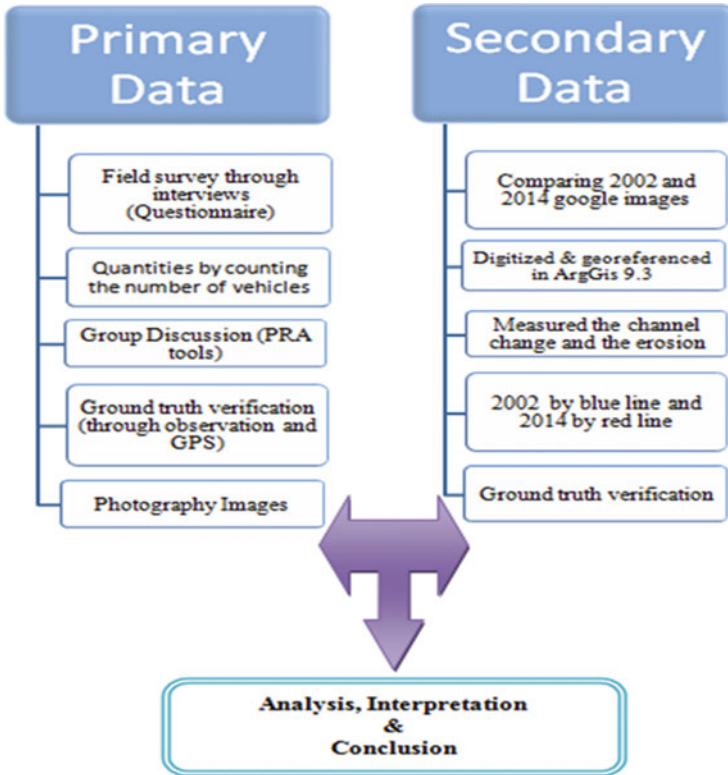 Primary
Data
Field survey through
interviews
(Questionnaire)
Quantities by counting
the number of vehicles
Group Discussion (PRA
tools)
Ground truth verification
(through observation and
GPS)
Photography Images
Secondary
Data
Comparing 2002 and
2014 google images
Digitized & georeferenced
in ArgGis 9.3
Measured the channel
change and the erosion
2002 by blue line and
2014 by red line
Ground truth verification
Analysis, Interpretation
&
Conclusion